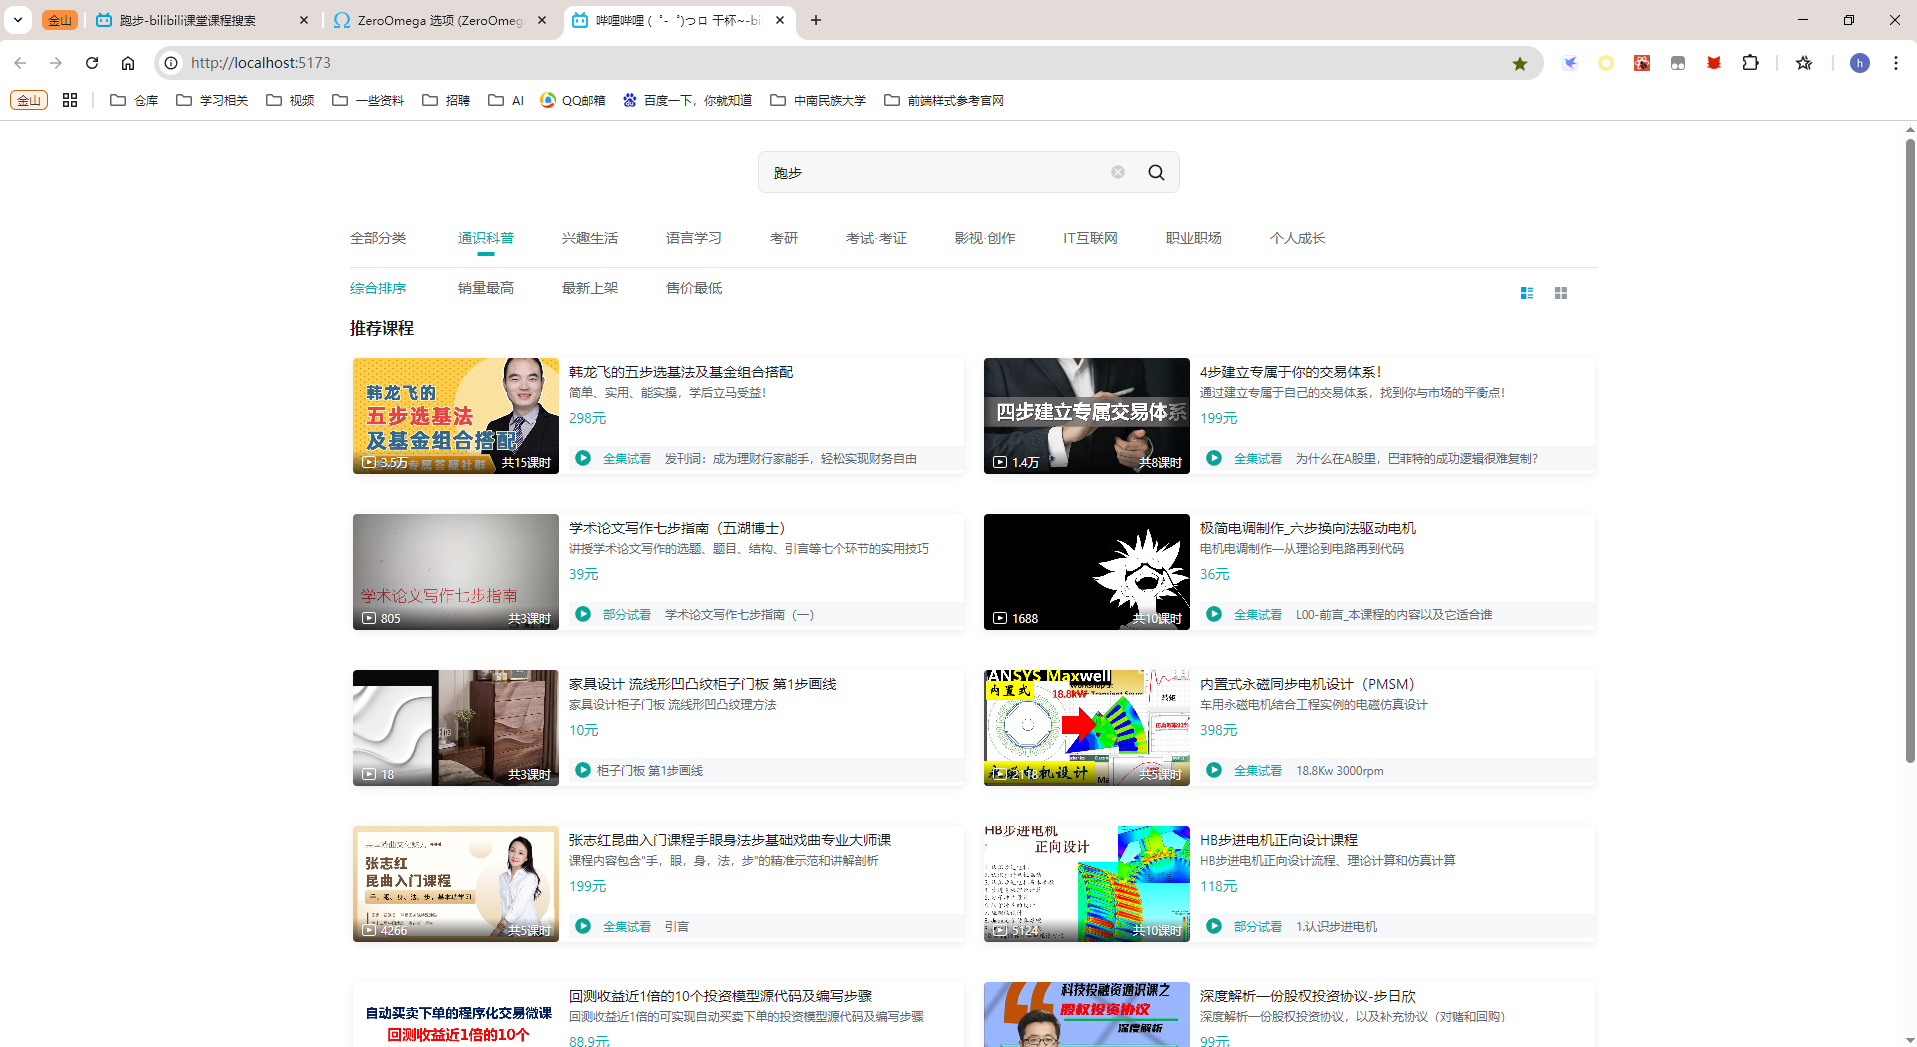 金山
跑步-bilibili课堂课程搜索
ZeroOmega 选项 (ZeroOmeg
哔哩哔哩 (゜-゜)つロ 干杯~-bi
http://localhost:5173
h
金山
仓库
学习相关
视频
一些资料
招聘
AI
QQ邮箱
百度一下，你就知道
中南民族大学
前端样式参考官网
跑步
全部分类
通识科普
兴趣生活
语言学习
考研
考试·考证
影视·创作
IT互联网
职业职场
个人成长
综合排序
销量最高
最新上架
售价最低
推荐课程
韩龙飞的
五步选基法
及基金组合搭配
3.5万
共15课时
韩龙飞的五步选基法及基金组合搭配
简单、实用、能实操，学后立马受益！
298元
全集试看 发刊词：成为理财行家能手，轻松实现财务自由
四步建立专属交易体系
1.4万
共8课时
4步建立专属于你的交易体系！
通过建立专属于自己的交易体系，找到你与市场的平衡点！
199元
全集试看 为什么在A股里，巴菲特的成功逻辑很难复制？
学术论文写作七步指南
805
共3课时
学术论文写作七步指南（五湖博士）
讲授学术论文写作的选题、题目、结构、引言等七个环节的实用技巧
39元
部分试看 学术论文写作七步指南（一）
1688
共10课时
极简电调制作_六步换向法驱动电机
电机电调制作—从理论到电路再到代码
36元
全集试看 L00-前言_本课程的内容以及它适合谁
18
共3课时
家具设计 流线形凹凸纹柜子门板 第1步画线
家具设计柜子门板 流线形凹凸纹理方法
10元
柜子门板 第1步画线
ANSYS Maxwell
内置式
18.8kw
永磁电机设计
2118
共5课时
内置式永磁同步电机设计（PMSM）
车用永磁电机结合工程实例的电磁仿真设计
398元
全集试看 18.8Kw 3000rpm
张志红
昆曲入门课程
4266
共5课时
张志红昆曲入门课程手眼身法步基础戏曲专业大师课
课程内容包含"手，眼，身，法，步"的精准示范和讲解剖析
199元
全集试看 引言
HB步进电机
正向设计
5124
共10课时
HB步进电机正向设计课程
HB步进电机正向设计流程、理论计算和仿真计算
118元
部分试看 1.认识步进电机
自动买卖下单的程序化交易微课
回测收益近1倍的10个
回测收益近1倍的10个投资模型源代码及编写步骤
回测收益近1倍的可实现自动买卖下单的投资模型源代码及编写步骤
88.9元
科技投融资通识课之
股权投资协议
深度解析
深度解析一份股权投资协议-步日欣
深度解析一份股权投资协议，以及补充协议（对赌和回购）
99元